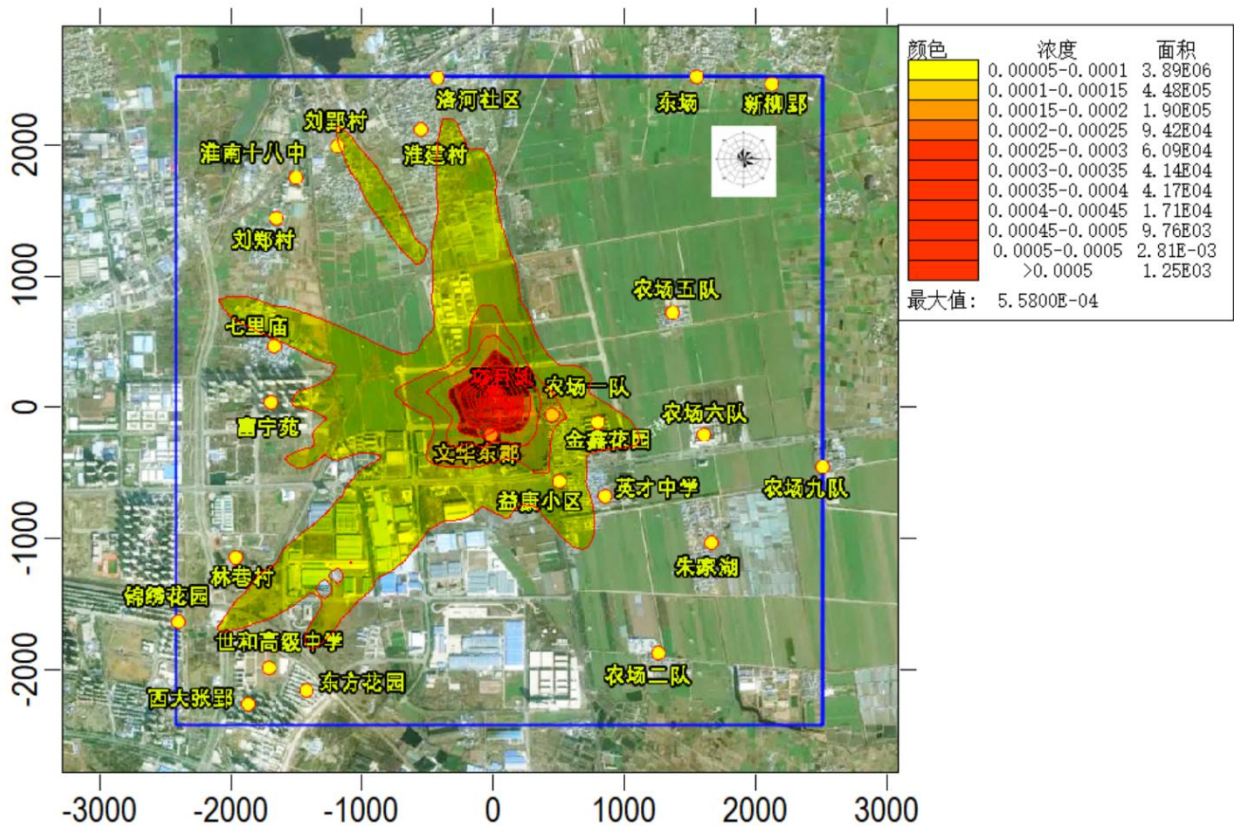 颜色 浓度 面积
0.00005-0.0001 3.89E06
0.0001-0.00015 4.48E05
0.00015-0.0002 1.90E05
0.0002-0.00025 9.42E04
0.00025-0.0003 6.09E04
0.0003-0.00035 4.14E04
0.00035-0.0004 4.17E04
0.0004-0.00045 1.71E04
0.00045-0.0005 9.76E03
0.0005-0.0005 2.81E-03
>0.0005 1.25E03
最大值: 5.5800E-04
洛河社区
东场
新柳郢
刘郢村
淮南十八中
淮建村
刘郑村
农场五队
七里庙
农场一队
富宁苑
金鑫花园
农场六队
文华东郡
益康小区
英才中学
农场九队
朱家湖
林巷村
锦绣花园
世和高级中学
农场二队
东方花园
西大张郢
2000
1000
0
-1000
-2000
-3000 -2000 -1000 0 1000 2000 3000